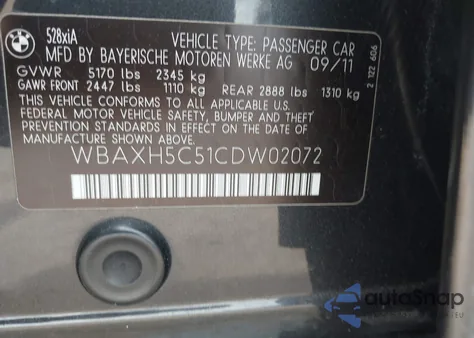 BMW
528xiA
VEHICLE TYPE: PASSENGER CAR
MFD BY BAYERISCHE MOTOREN WERKE AG 09/11
GVWR 5170 lbs 2345 kg
GAWR FRONT 2447 lbs 1110 kg REAR 2888 lbs 1310 kg
THIS VEHICLE CONFORMS TO ALL APPLICABLE U.S.
FEDERAL MOTOR VEHICLE SAFETY, BUMPER AND THEFT
PREVENTION STANDARDS IN EFFECT ON THE DATE OF
MANUFACTURE SHOWN ABOVE.
WBAXH5C51CDW02072
2 122 606
autoSnap